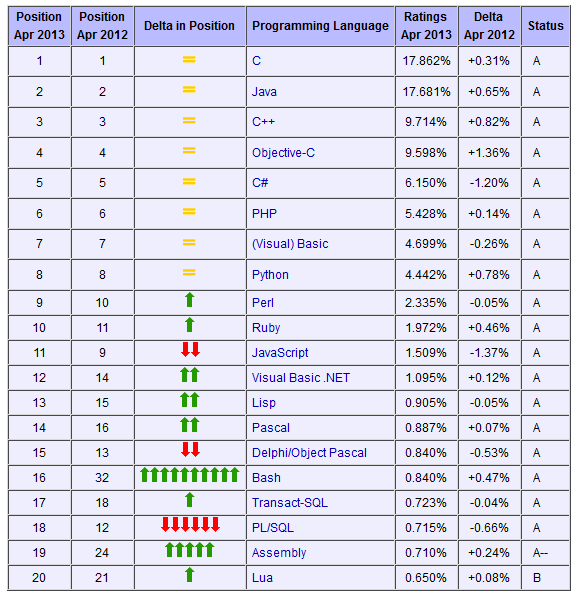 Position Apr 2013 Position Apr 2012 Delta in Position Programming Language Ratings Apr 2013 Delta Apr 2012 Status
1 1 = C 17.862% +0.31% A
2 2 = Java 17.681% +0.65% A
3 3 = C++ 9.714% +0.82% A
4 4 = Objective-C 9.598% +1.36% A
5 5 = C# 6.150% -1.20% A
6 6 = PHP 5.428% +0.14% A
7 7 = (Visual) Basic 4.699% -0.26% A
8 8 = Python 4.442% +0.78% A
9 10 Perl 2.335% -0.05% A
10 11 Ruby 1.972% +0.46% A
11 9 JavaScript 1.509% -1.37% A
12 14 Visual Basic .NET 1.095% +0.12% A
13 15 Lisp 0.905% -0.05% A
14 16 Pascal 0.887% +0.07% A
15 13 Delphi/Object Pascal 0.840% -0.53% A
16 32 Bash 0.840% +0.47% A
17 18 Transact-SQL 0.723% -0.04% A
18 12 PL/SQL 0.715% -0.66% A
19 24 Assembly 0.710% +0.24% A--
20 21 Lua 0.650% +0.08% B